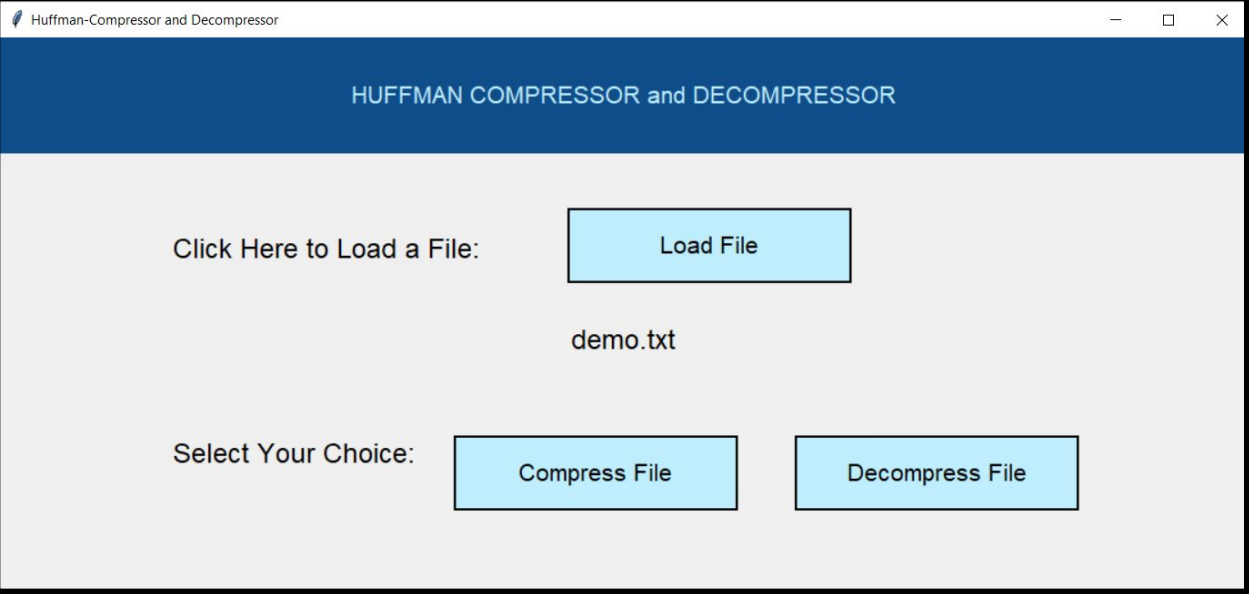 Huffman-Compressor and Decompressor
HUFFMAN COMPRESSOR and DECOMPRESSOR
Click Here to Load a File:
Load File
demo.txt
Select Your Choice:
Compress File
Decompress File